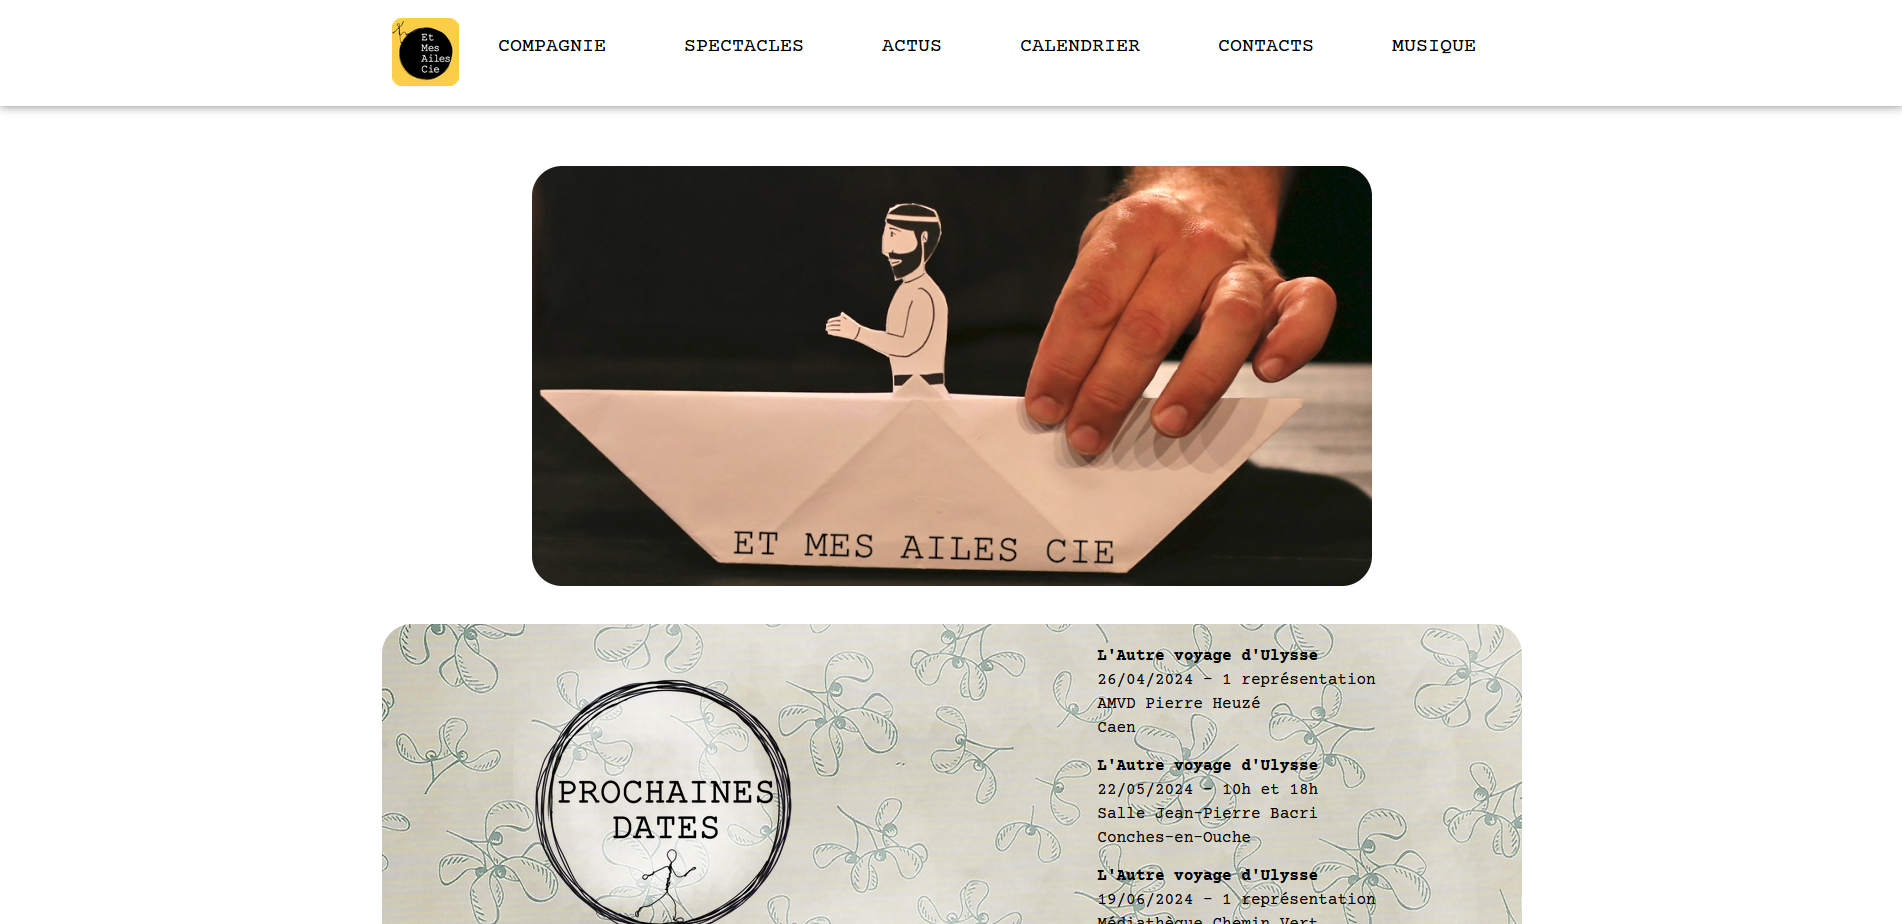 Et
Mes
Ailes
Cie
COMPAGNIE SPECTACLES ACTUS CALENDRIER CONTACTS MUSIQUE
ET MES AILES CIE
PROCHAINES
DATES
L'Autre voyage d'Ulysse
26/04/2024 - 1 représentation
AMVD Pierre Heuzé
Caen
L'Autre voyage d'Ulysse
22/05/2024 - 10h et 18h
Salle Jean-Pierre Bacri
Conches-en-Ouche
L'Autre voyage d'Ulysse
19/06/2024 - 1 représentation
Médiathèque Chemin Vert